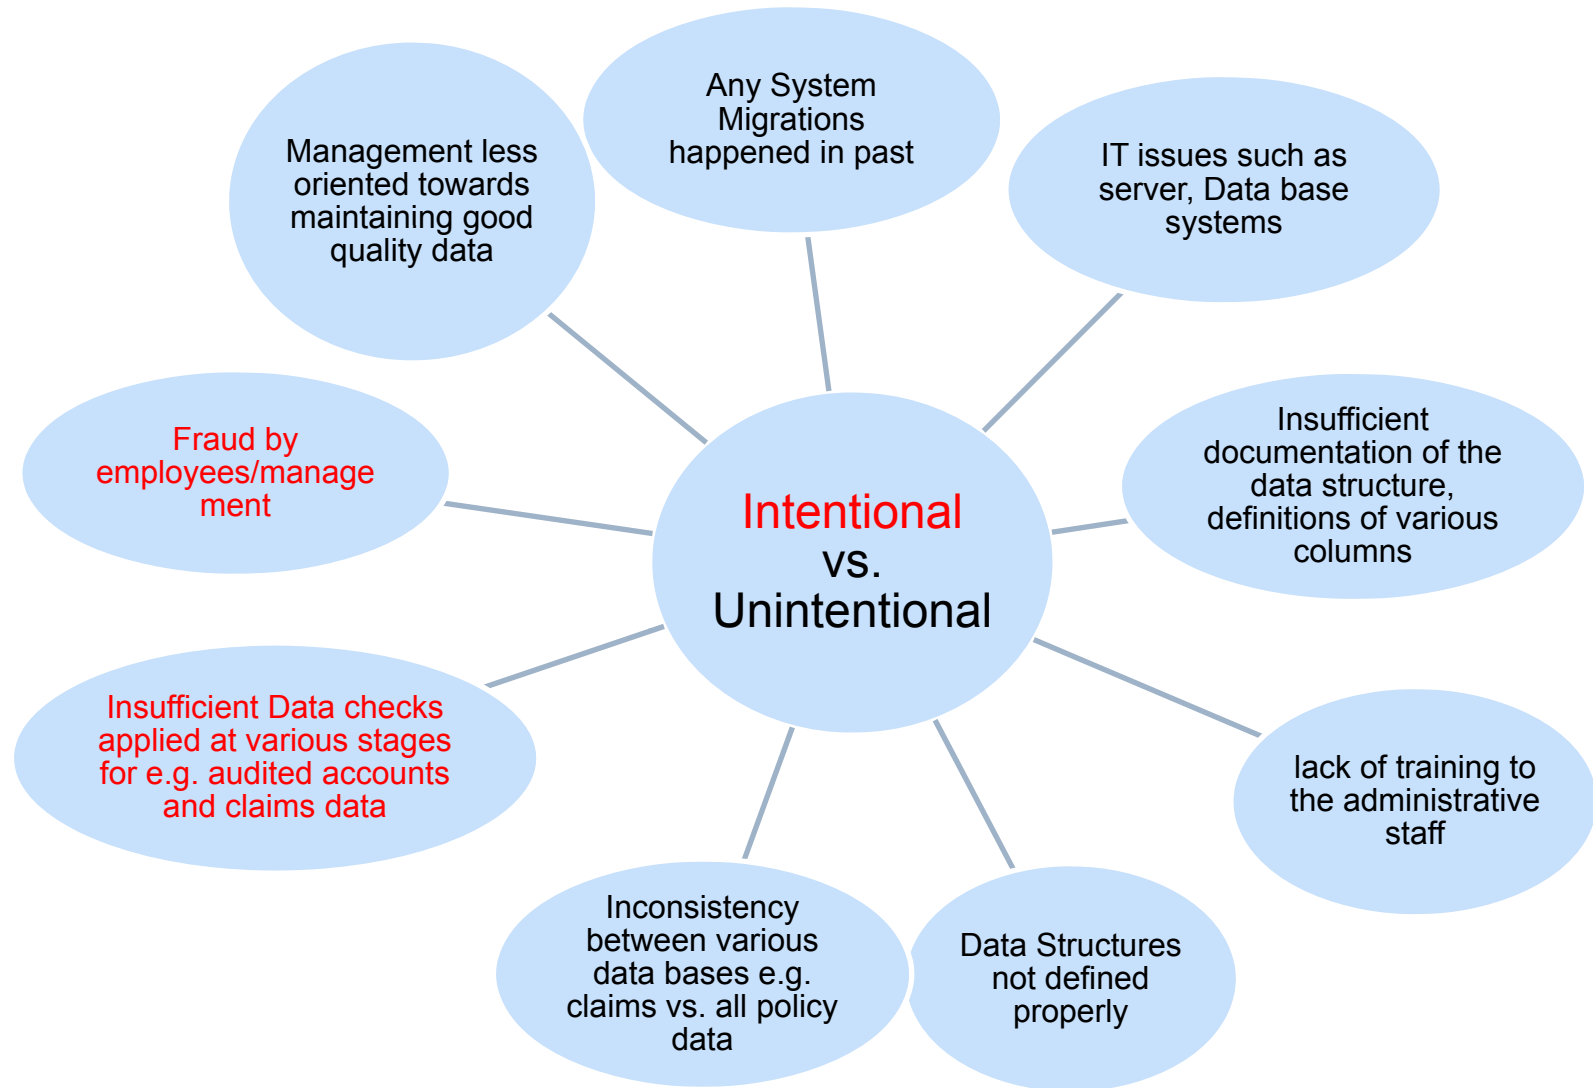 Any System
Migrations
happened in past
IT issues such as
server, Data base
systems
Insufficient
documentation of the
data structure,
definitions of various
columns
lack of training to
the administrative
staff
Data Structures
not defined
properly
Inconsistency
between various
data bases e.g.
claims vs. all policy
data
Insufficient Data checks
applied at various stages
for e.g. audited accounts
and claims data
Fraud by
employees/manage
ment
Management less
oriented towards
maintaining good
quality data
Intentional
vs.
Unintentional